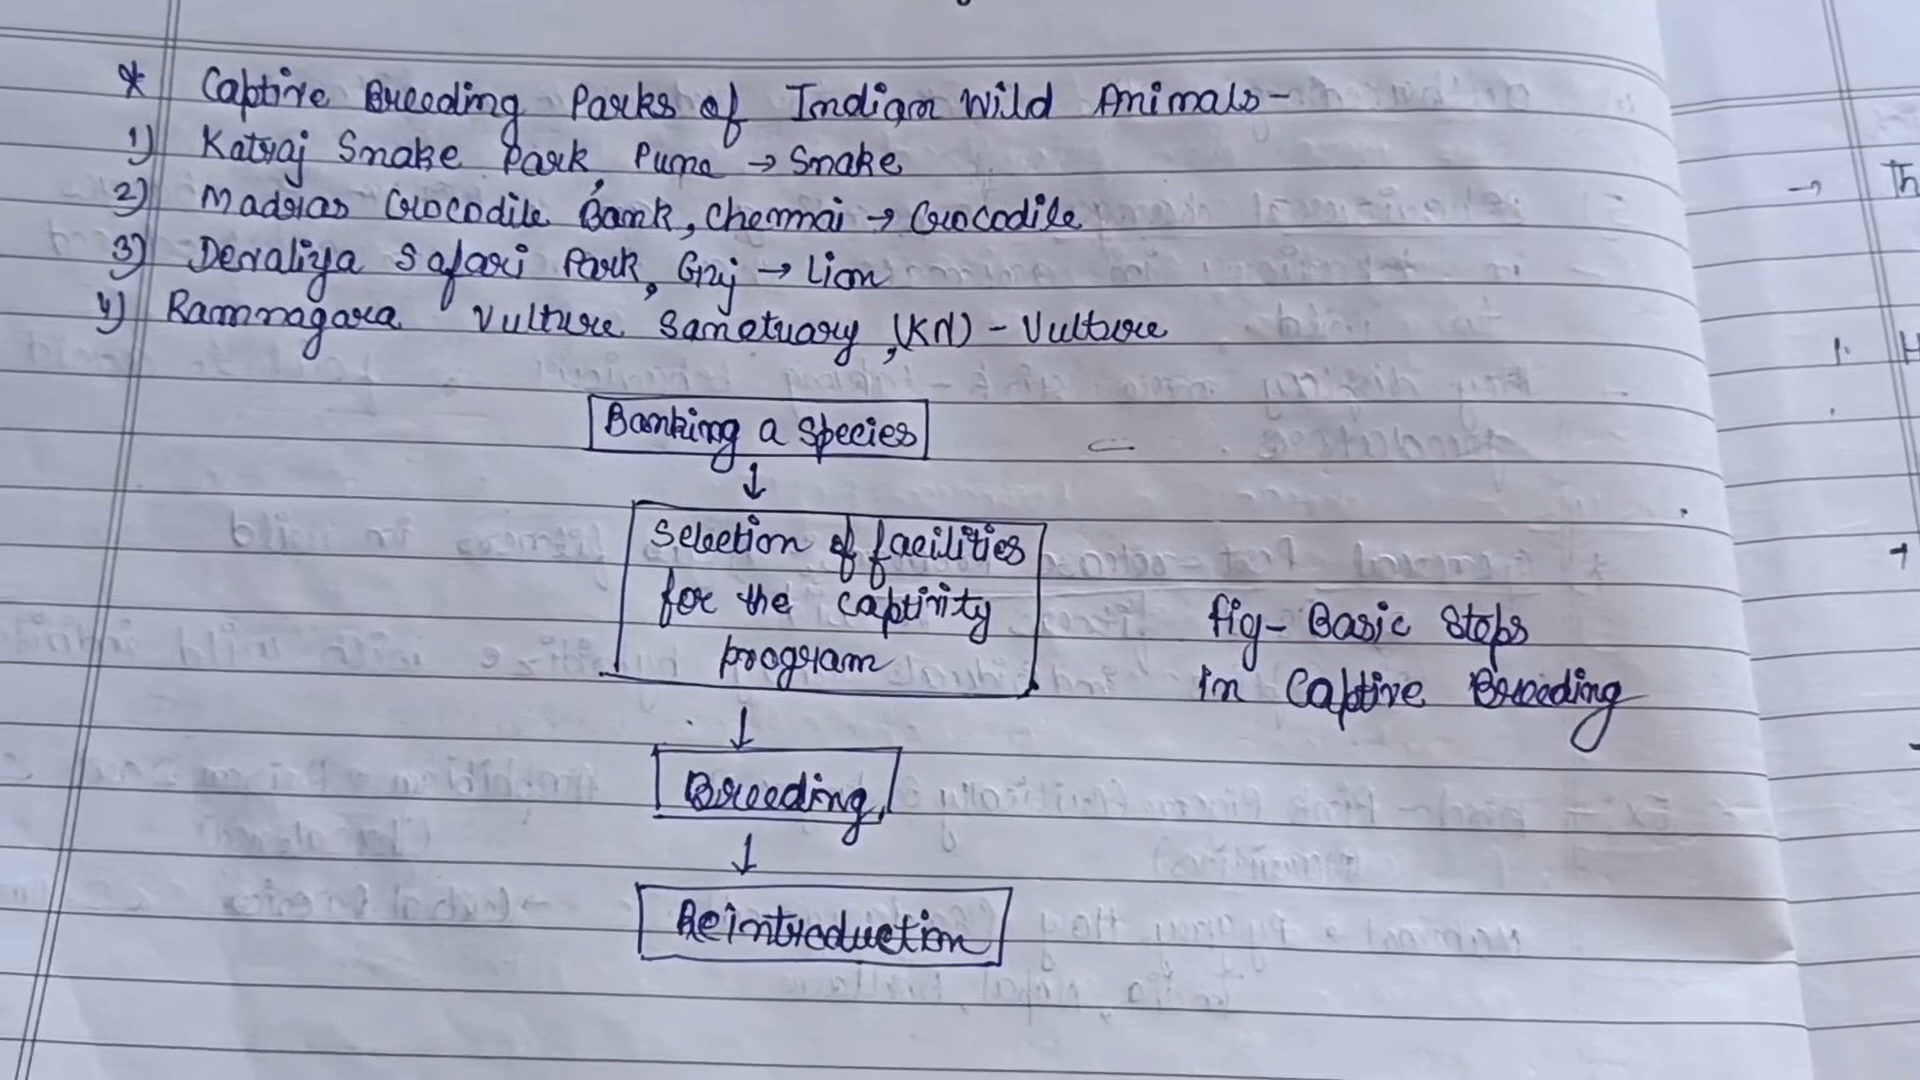 * Captive Breeding Parks of Indian Wild Animals-
1) Katraj Snake Park, Pune → Snake
2) Madras Crocodile Bank, Chennai → Crocodile
3) Devaliya Safari Park, Guj → Lion
4) Ramnagara Vulture Sanctuary, (KN) - Vulture
Banking a Species
↓
Selection of facilities
for the captivity
program
↓
Breeding
↓
Reintroduction
fig- Basic Steps
in Captive Breeding
→ Th
1. H